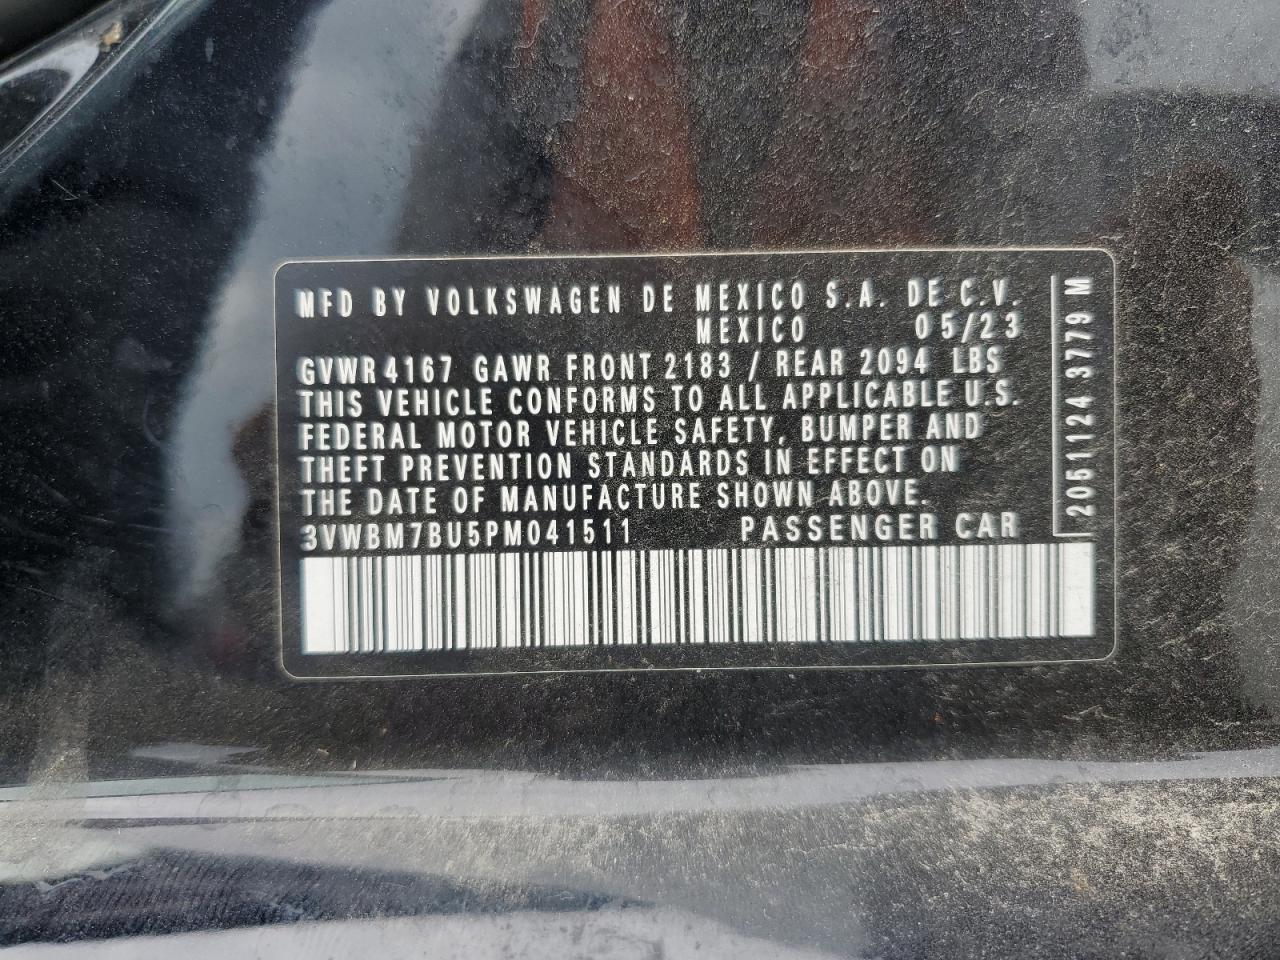 MFD BY VOLKSWAGEN DE MEXICO S.A. DE C.V.
MEXICO 05/23
GVWR 4167 GAWR FRONT 2183 / REAR 2094 LBS
THIS VEHICLE CONFORMS TO ALL APPLICABLE U.S.
FEDERAL MOTOR VEHICLE SAFETY, BUMPER AND
THEFT PREVENTION STANDARDS IN EFFECT ON
THE DATE OF MANUFACTURE SHOWN ABOVE.
3VWBM7BU5PM041511 PASSENGER CAR
2051124 3779 M